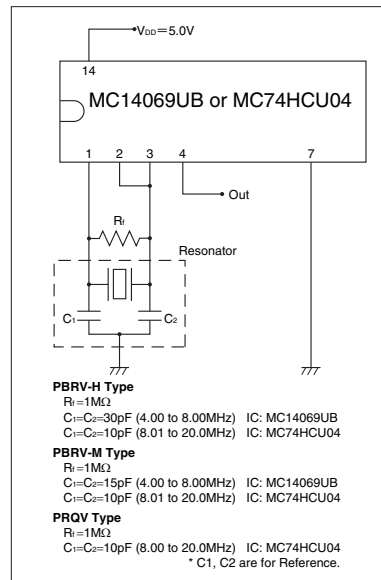 VDD=5.0V
14
MC14069UB or MC74HCU04
1 2 3 4 7
Out
Rf
Resonator
C1 C2
PBRV-H Type
Rf=1MΩ
C1=C2=30pF (4.00 to 8.00MHz) IC: MC14069UB
C1=C2=10pF (8.01 to 20.0MHz) IC: MC74HCU04
PBRV-M Type
Rf=1MΩ
C1=C2=15pF (4.00 to 8.00MHz) IC: MC14069UB
C1=C2=10pF (8.01 to 20.0MHz) IC: MC74HCU04
PRQV Type
Rf=1MΩ
C1=C2=10pF (8.00 to 20.0MHz) IC: MC74HCU04
* C1, C2 are for Reference.